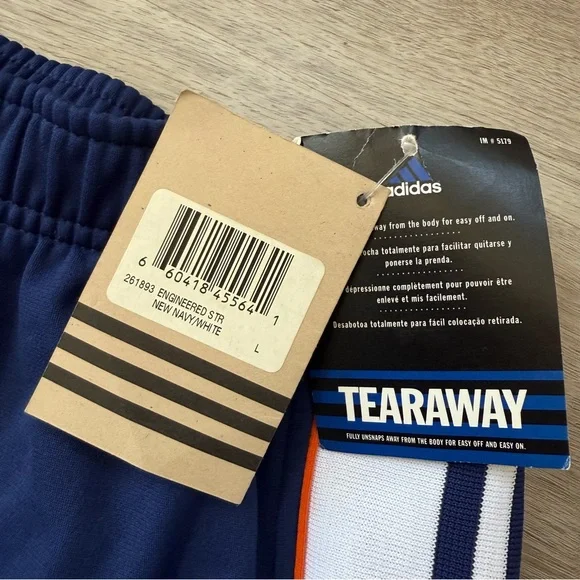 6 60418 45564 1
261893 ENGINEERED STR
NEW NAVY/WHITE
L
IM # 5179
adidas
away from the body for easy off and on.
totalmente para facilitar quitarse y
ponerse la prenda.
dépressionne complètement pour pouvoir être
enlevé et mis facilement.
Desabotoa totalmente para fácil colocação retirada.
TEARAWAY
FULLY UNSNAPS AWAY FROM THE BODY FOR EASY OFF AND EASY ON.